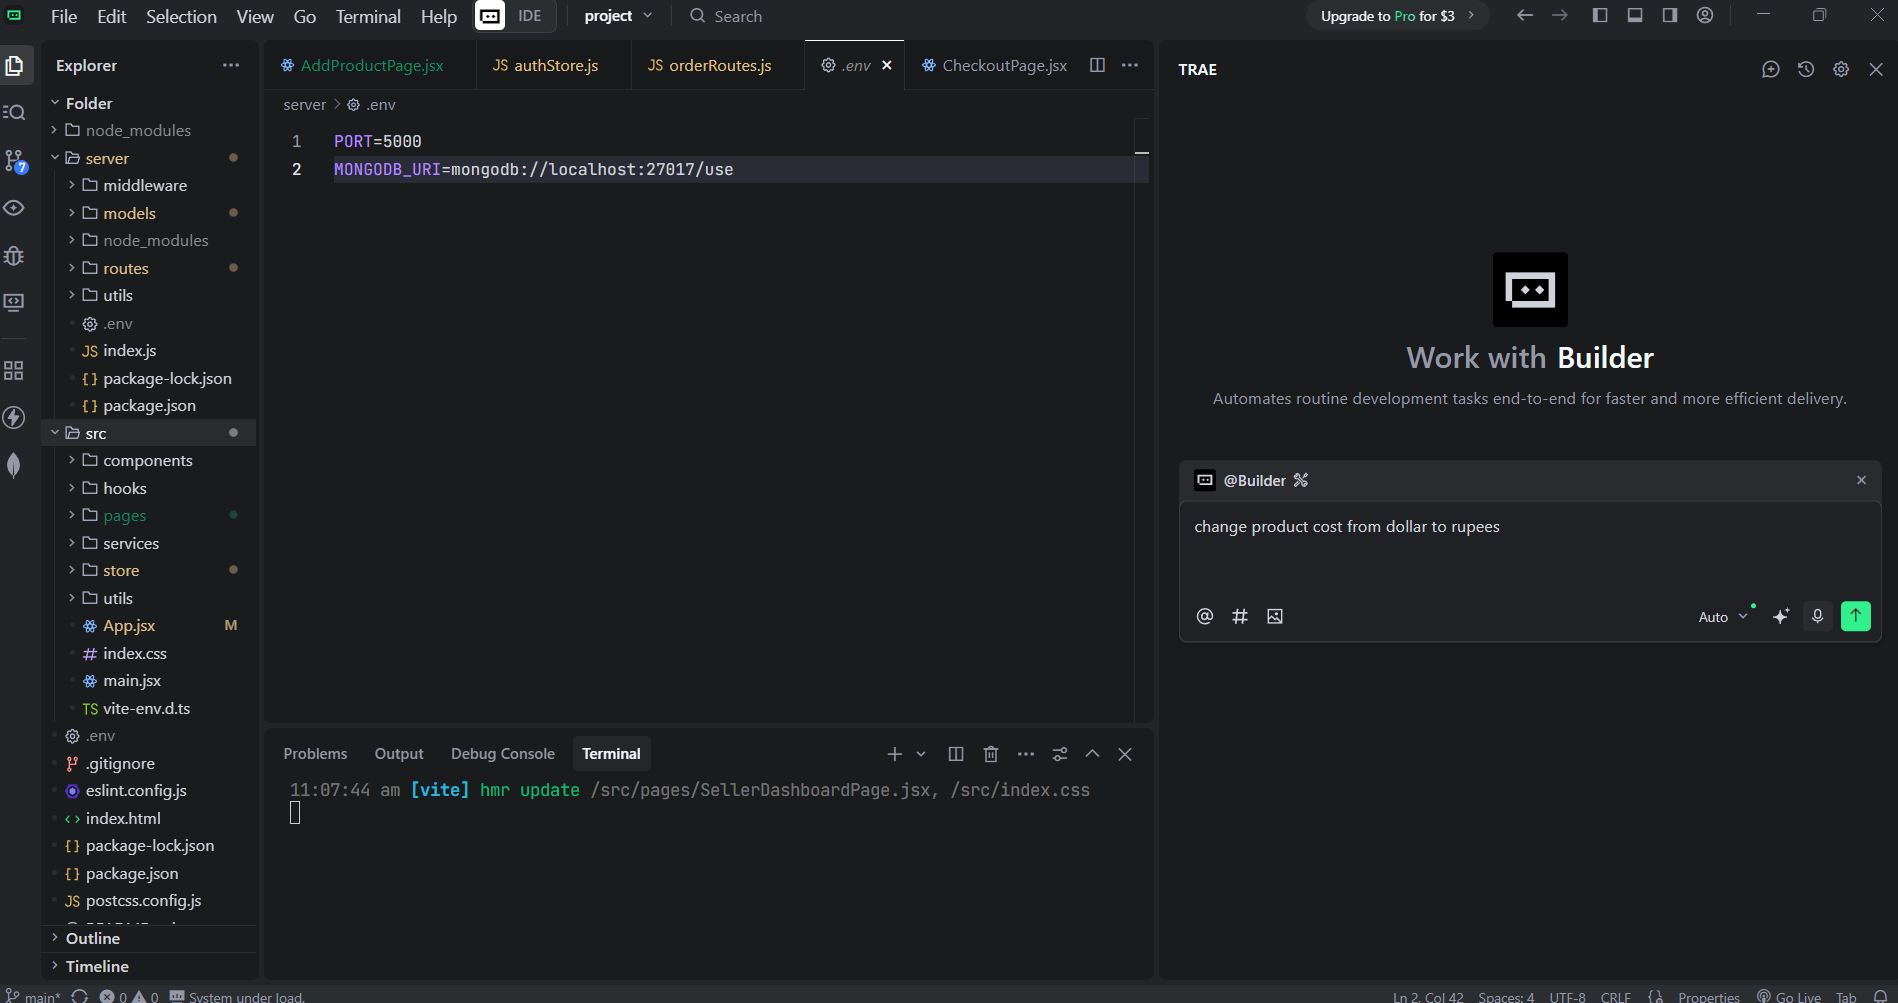 File Edit Selection View Go Terminal Help IDE project Search Upgrade to Pro for $3
Explorer
Folder
node_modules
server
middleware
models
node_modules
routes
utils
.env
JS index.js
{} package-lock.json
{} package.json
src
components
hooks
pages
services
store
utils
App.jsx M
# index.css
main.jsx
TS vite-env.d.ts
.env
.gitignore
eslint.config.js
<> index.html
{} package-lock.json
{} package.json
JS postcss.config.js
Outline
Timeline
7
AddProductPage.jsx JS authStore.js JS orderRoutes.js .env CheckoutPage.jsx
server > .env
1 PORT=5000
2 MONGODB_URI=mongodb://localhost:27017/use
Problems Output Debug Console Terminal
11:07:44 am [vite] hmr update /src/pages/SellerDashboardPage.jsx, /src/index.css
TRAE
Work with Builder
Automates routine development tasks end-to-end for faster and more efficient delivery.
@Builder
change product cost from dollar to rupees
@ # Auto
main* 0 0 System under load. Ln 2, Col 42 Spaces: 4 UTF-8 CRLF Properties Go Live Tab